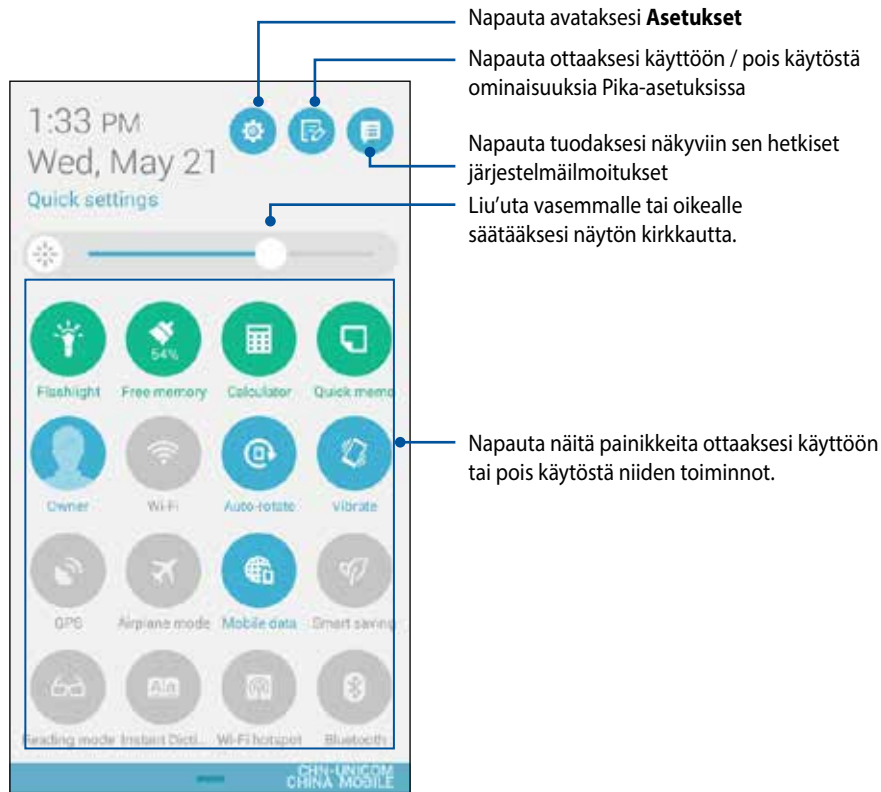 Napauta avataksesi Asetukset
Napauta ottaaksesi käyttöön / pois käytöstä
ominaisuuksia Pika-asetuksissa
Napauta tuodaksesi näkyviin sen hetkiset
järjestelmäilmoitukset
Liu'uta vasemmalle tai oikealle
säätääksesi näytön kirkkautta.
Napauta näitä painikkeita ottaaksesi käyttöön
tai pois käytöstä niiden toiminnot.
1:33 PM
Wed, May 21
Quick settings
54%
Flashlight Free memory Calculator Quick memo
Owner Wi-Fi Auto-rotate Vibrate
GPS Airplane mode Mobile data Smart saving
Reading mode Instant Dicti... Wi-Fi hotspot Bluetooth
CHN-UNICOM
CHINA MOBILE